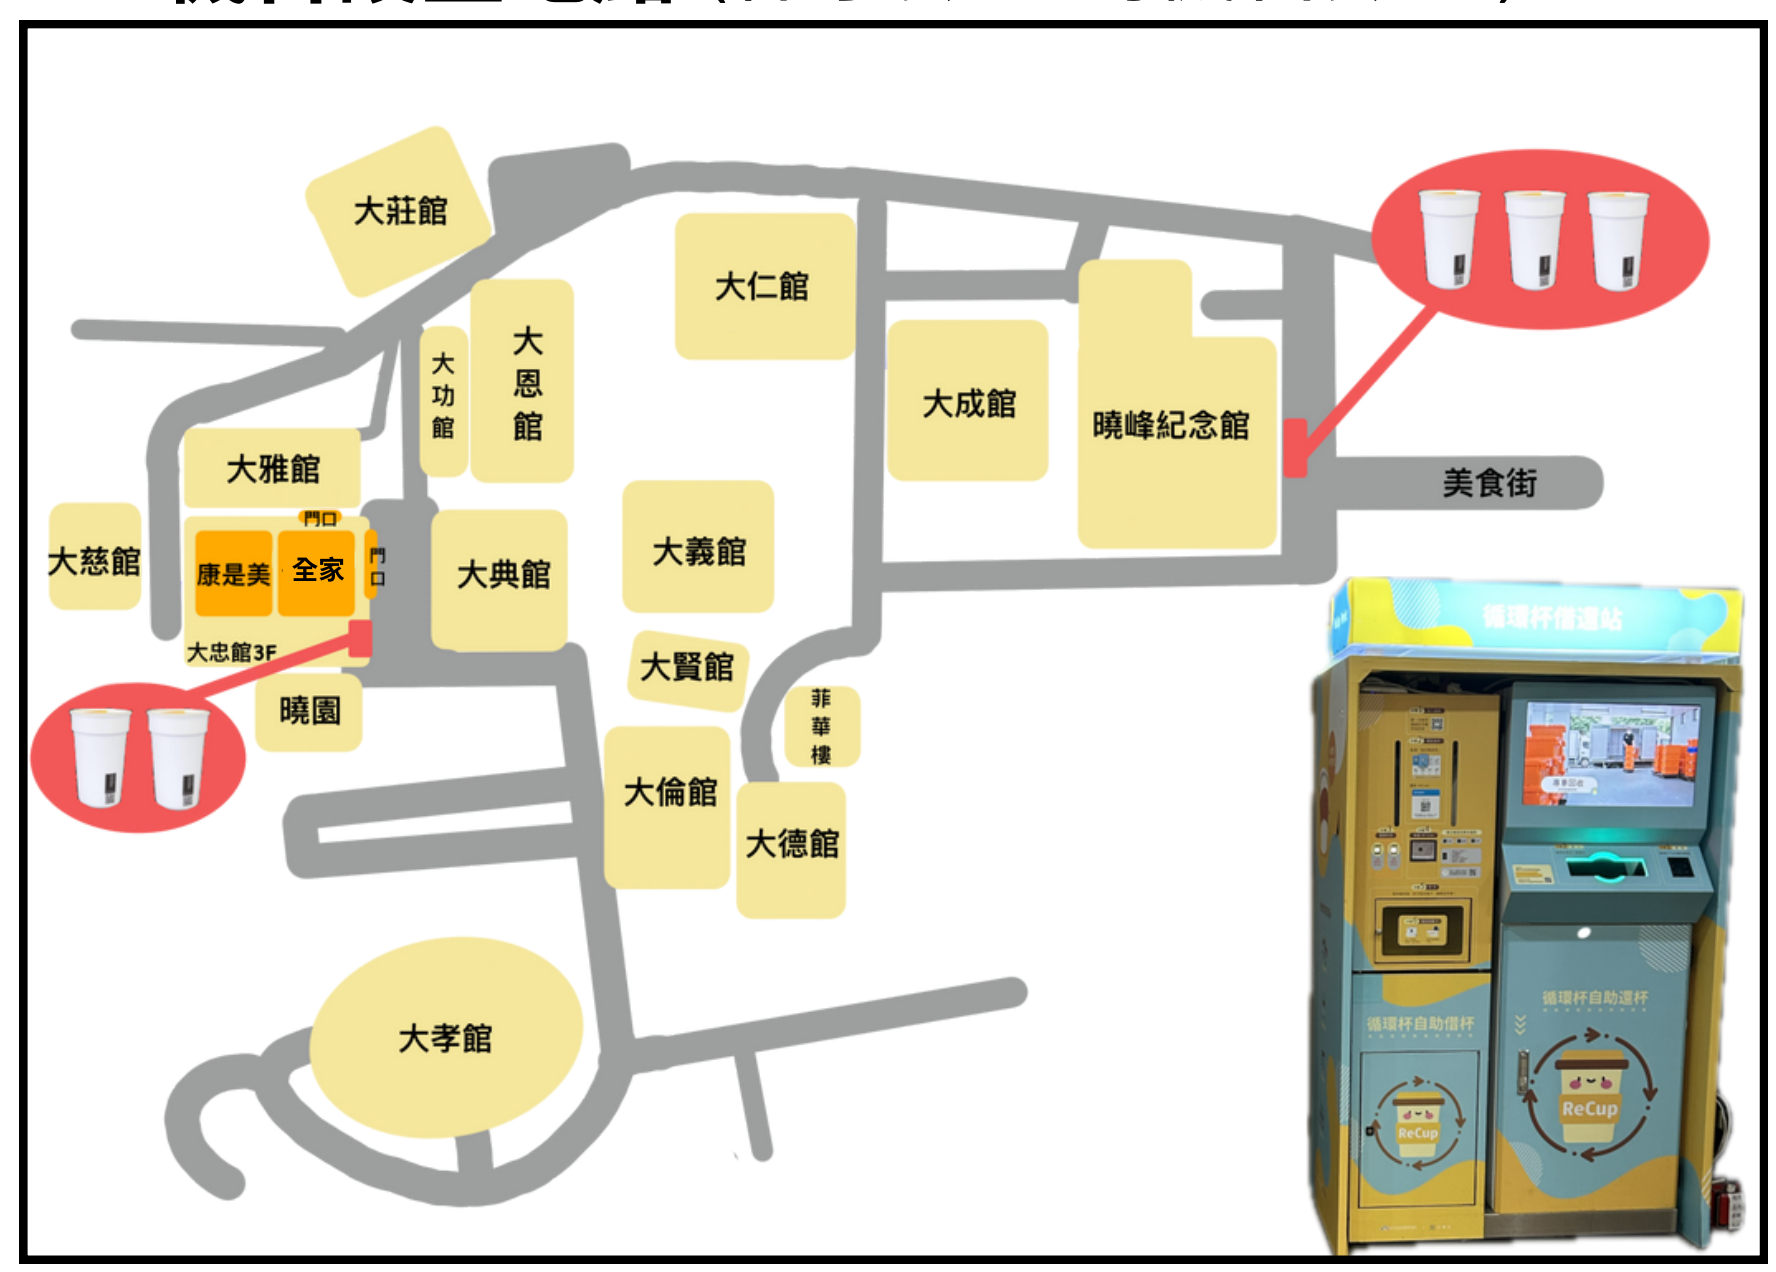 大莊館
大仁館
大恩館
大功館
大成館
曉峰紀念館
大雅館
美食街
門口
大慈館
康是美
全家
門口
大典館
大義館
大忠館3F
大賢館
曉園
菲華樓
大倫館
大德館
大孝館
循環杯借還站
專車回收
循環杯自助還杯
循環杯自助借杯
ReCup
ReCup